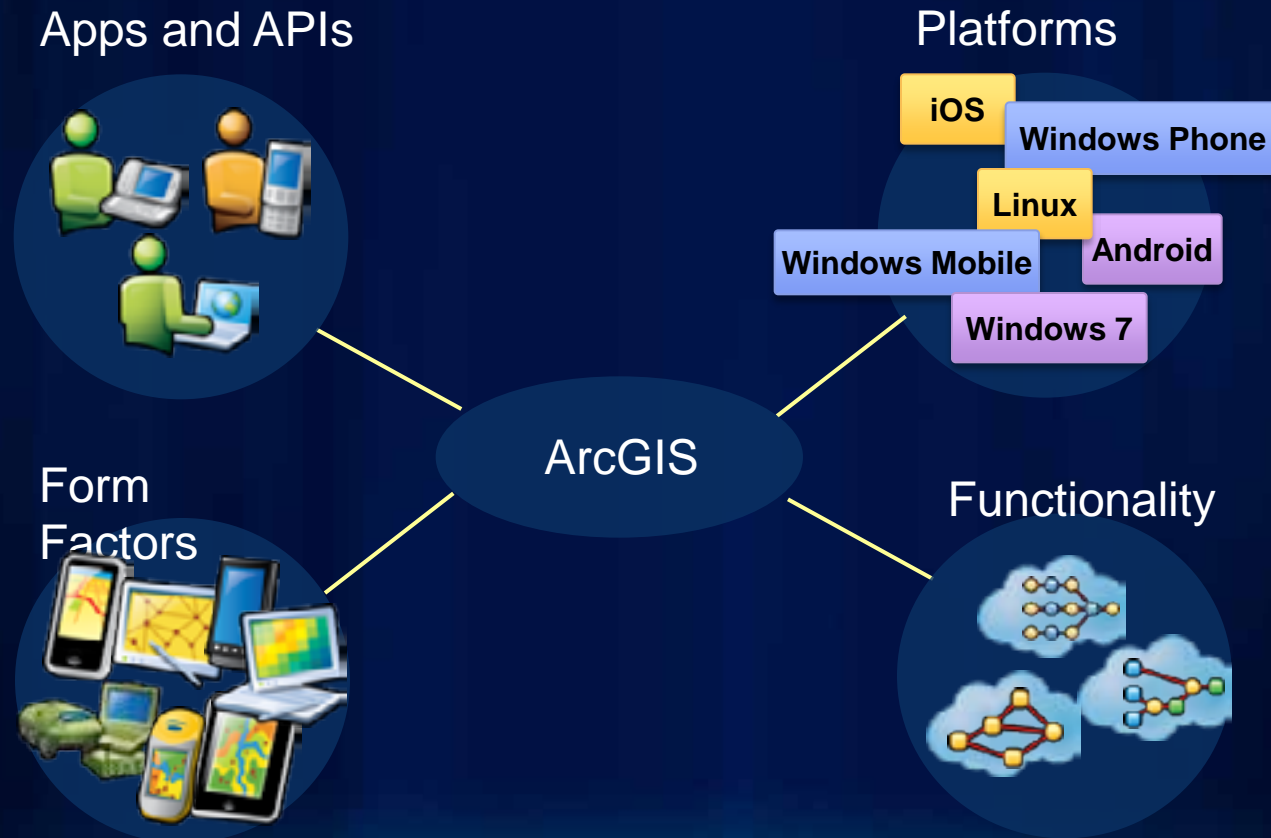 Apps and APIs
Platforms
iOS
Windows Phone
Linux
Android
Windows Mobile
Windows 7
ArcGIS
Form
Factors
Functionality